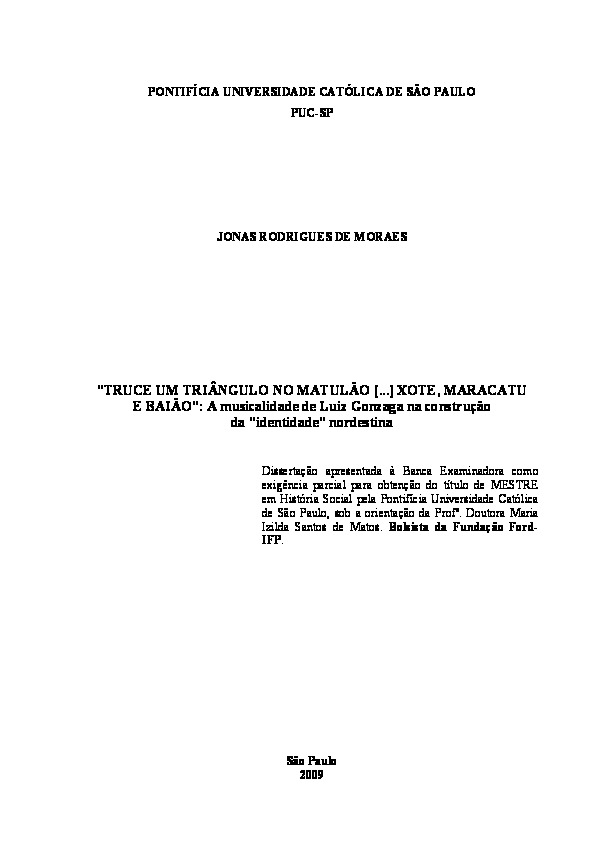 PONTIFÍCIA UNIVERSIDADE CATÓLICA DE SÃO PAULO
PUC-SP
JONAS RODRIGUES DE MORAES
"TRUCE UM TRIÂNGULO NO MATULÃO [...] XOTE, MARACATU
E BAIÃO": A musicalidade de Luiz Gonzaga na construção
da "identidade" nordestina
Dissertação apresentada à Banca Examinadora como
exigência parcial para obtenção do título de MESTRE
em História Social pela Pontifícia Universidade Católica
de São Paulo, sob a orientação da Profª. Doutora Maria
Izilda Santos de Matos. Bolsista da Fundação Ford-
IFP.
São Paulo
2009